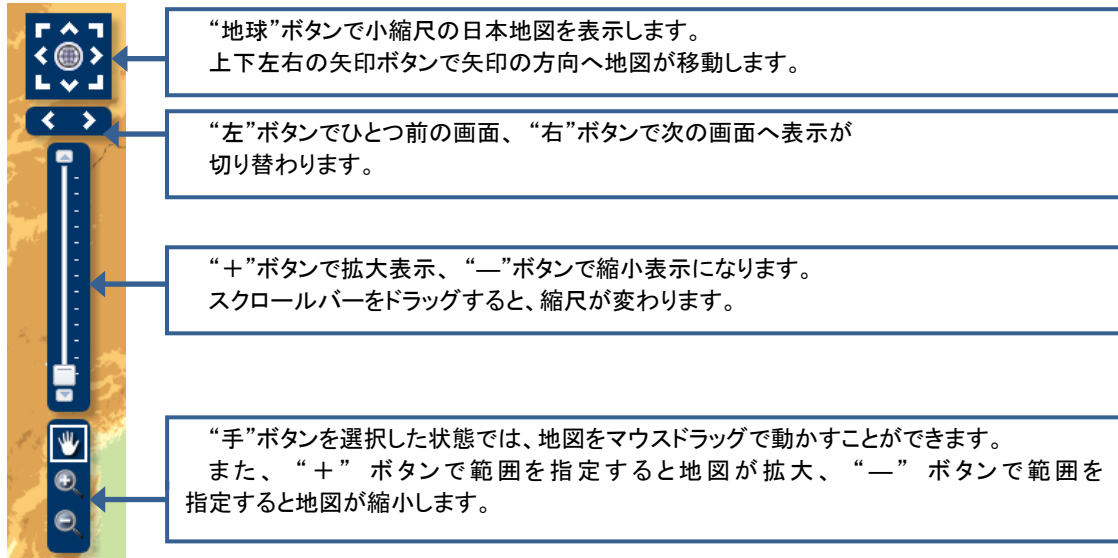 “地球”ボタンで小縮尺の日本地図を表示します。
上下左右の矢印ボタンで矢印の方向へ地図が移動します。
“左”ボタンでひとつ前の画面、“右”ボタンで次の画面へ表示が
切り替わります。
“＋”ボタンで拡大表示、“―”ボタンで縮小表示になります。
スクロールバーをドラッグすると、縮尺が変わります。
“手”ボタンを選択した状態では、地図をマウスドラッグで動かすことができます。
また、“＋” ボタンで範囲を指定すると地図が拡大、“―” ボタンで範囲を
指定すると地図が縮小します。